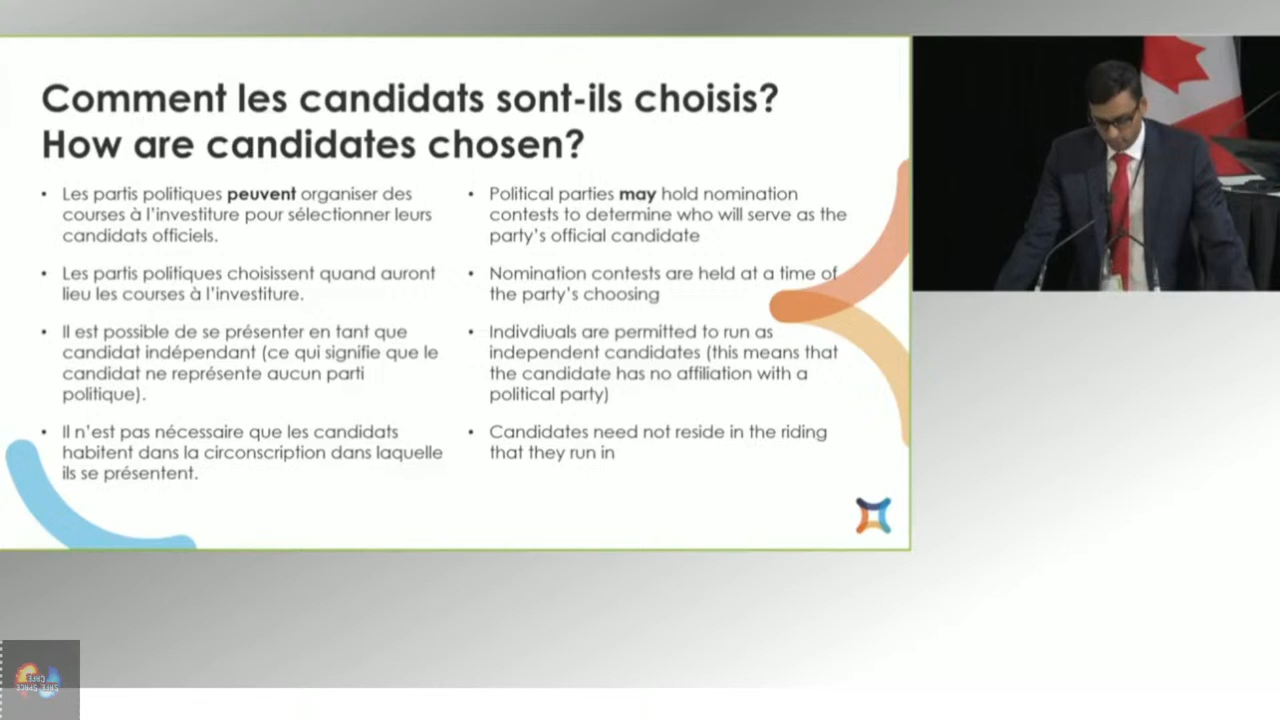 Comment les candidats sont-ils choisis?
How are candidates chosen?
• Les partis politiques peuvent organiser des
courses à l'investiture pour sélectionner leurs
candidats officiels.
• Les partis politiques choisissent quand auront
lieu les courses à l'investiture.
• Il est possible de se présenter en tant que
candidat indépendant (ce qui signifie que le
candidat ne représente aucun parti
politique).
• Il n'est pas nécessaire que les candidats
habitent dans la circonscription dans laquelle
ils se présentent.
• Political parties may hold nomination
contests to determine who will serve as the
party's official candidate
• Nomination contests are held at a time of
the party's choosing
• Indivdiuals are permitted to run as
independent candidates (this means that
the candidate has no affiliation with a
political party)
• Candidates need not reside in the riding
that they run in
SAFE SPACE
CAFE